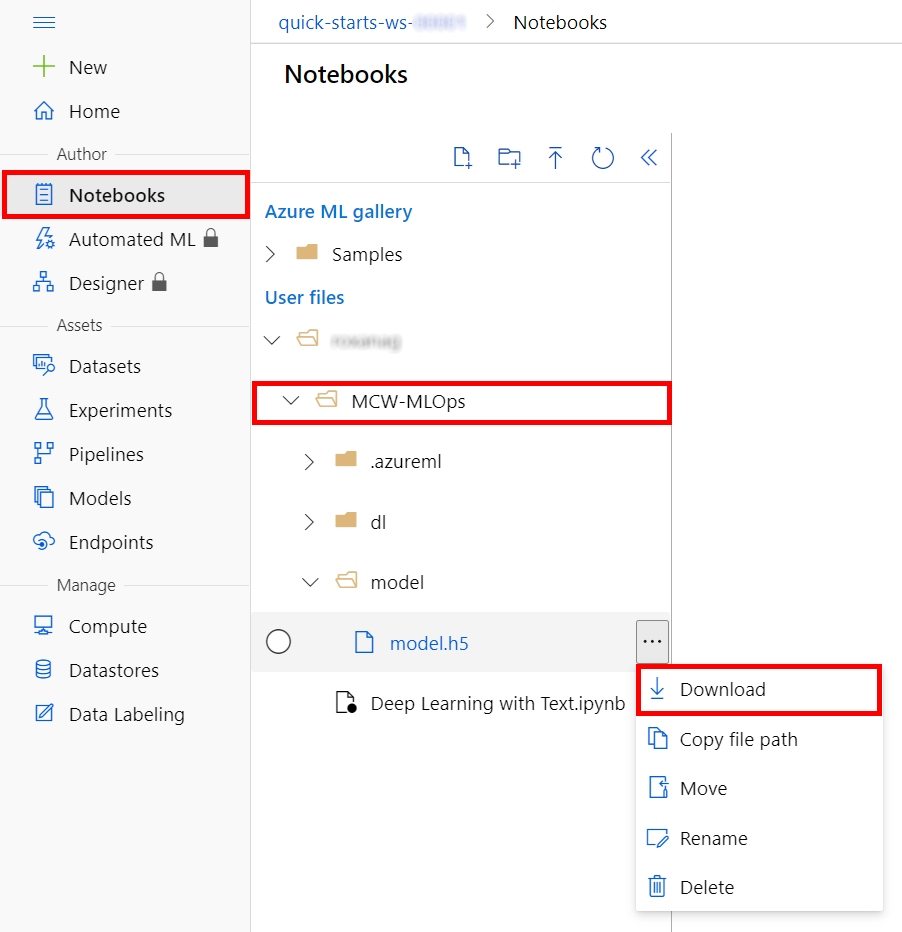 quick-starts-ws- > Notebooks
Notebooks
New
Home
Author
Notebooks
Automated ML
Designer
Assets
Datasets
Experiments
Pipelines
Models
Endpoints
Manage
Compute
Datastores
Data Labeling
Azure ML gallery
Samples
User files
MCW-MLOps
.azureml
dl
model
model.h5
Deep Learning with Text.ipynb
Download
Copy file path
Move
Rename
Delete